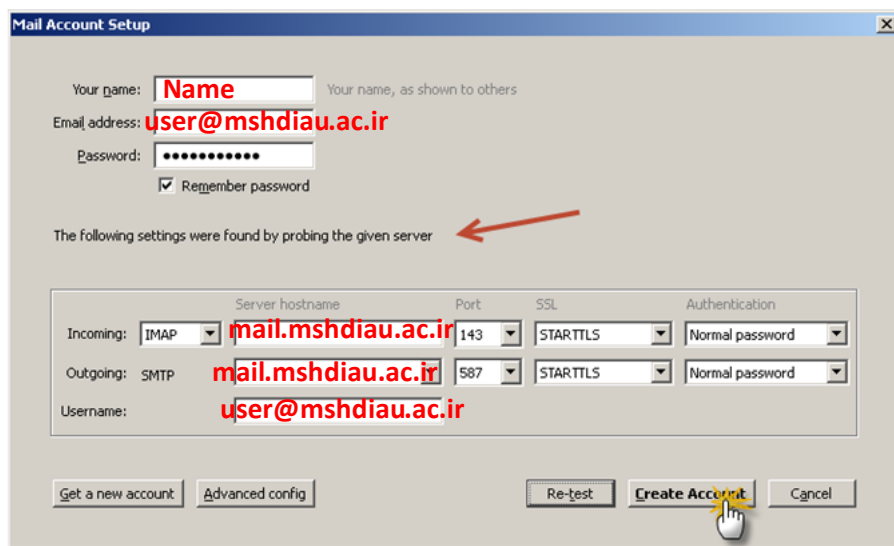 Mail Account Setup
Your name: Name Your name, as shown to others
Email address: user@mshdiau.ac.ir
Password: •••••••••••
Remember password
The following settings were found by probing the given server
Server hostname Port SSL Authentication
Incoming: IMAP mail.mshdiau.ac.ir 143 STARTTLS Normal password
Outgoing: SMTP mail.mshdiau.ac.ir 587 STARTTLS Normal password
Username: user@mshdiau.ac.ir
Get a new account Advanced config Re-test Create Account Cancel